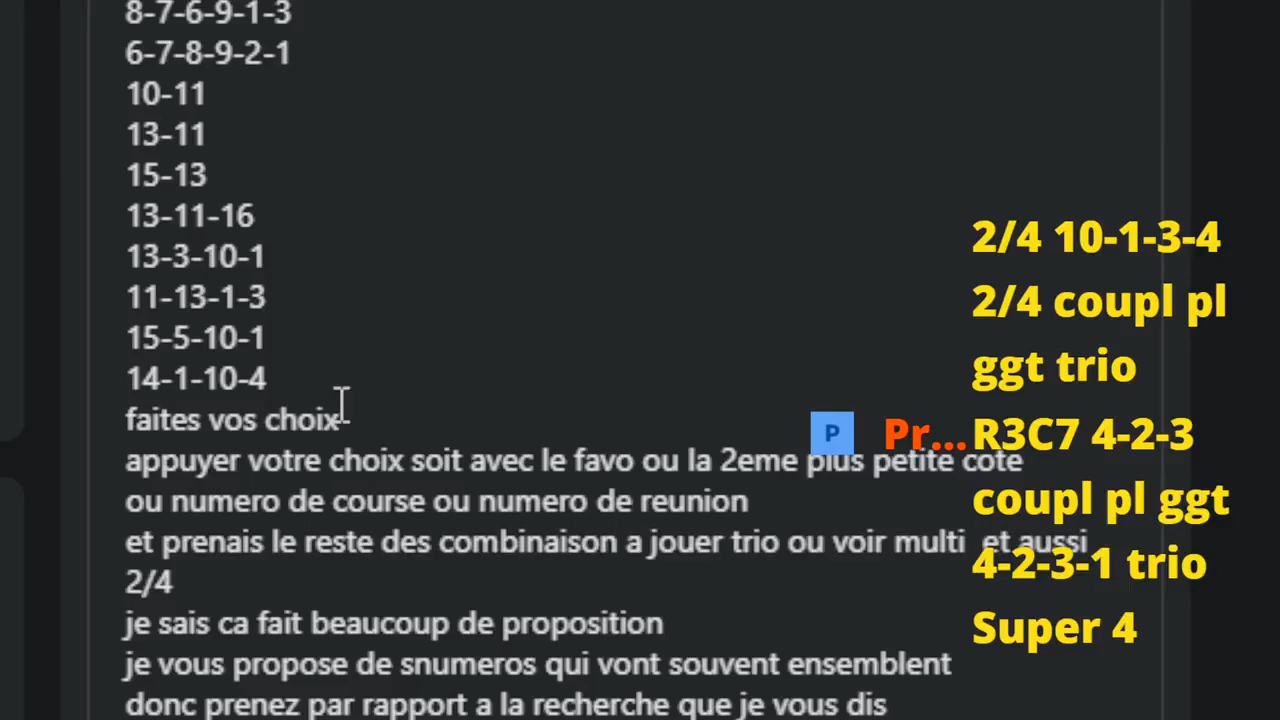 8-7-6-9-1-3
6-7-8-9-2-1
10-11
13-11
15-13
13-11-16
13-3-10-1
11-13-1-3
15-5-10-1
14-1-10-4
faites vos choix
appuyer votre choix soit avec le favo ou la 2eme plus petite cote
ou numero de course ou numero de reunion
et prenais le reste des combinaison a jouer trio ou voir multi et aussi
2/4
je sais ca fait beaucoup de proposition
je vous propose de snumeros qui vont souvent ensemblent
donc prenez par rapport a la recherche que je vous dis
P Pr...
2/4 10-1-3-4
2/4 coupl pl
ggt trio
R3C7 4-2-3
coupl pl ggt
4-2-3-1 trio
Super 4